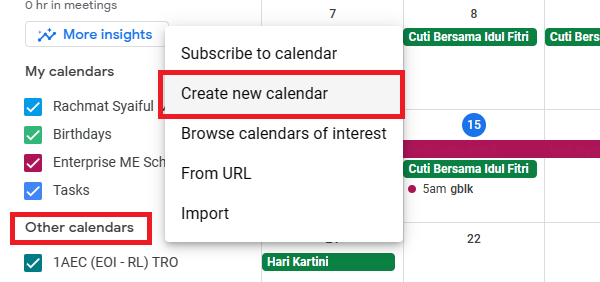 0 hr in meetings
More insights
My calendars
Rachmat Syaiful
Birthdays
Enterprise ME Sch
Tasks
Other calendars
1AEC (EOI - RL) TRO
Subscribe to calendar
Create new calendar
Browse calendars of interest
From URL
Import
7
8
Cuti Bersama Idul Fitri
Cuti Bers
15
Cuti Bersama Idul Fitri
5am gblk
22
Hari Kartini